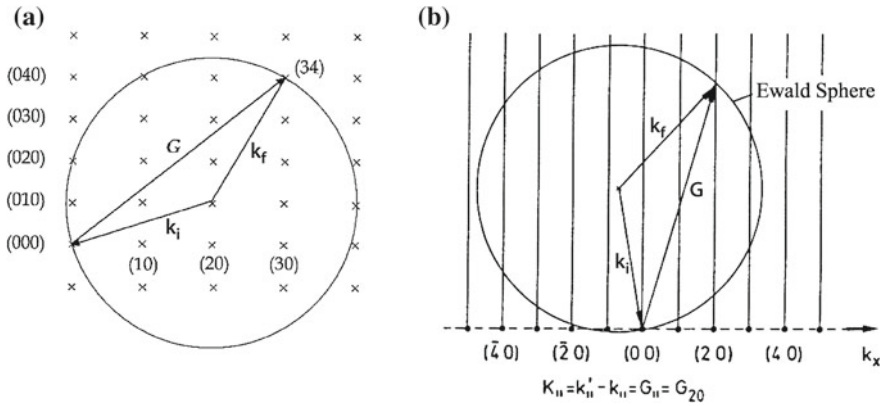 (a)
(040)
(030)
(020)
(010)
(000)
(34)
G
k_f
k_i
(10) (20) (30)
(b)
Ewald Sphere
k_f
G
k_i
(4̄ 0) (2̄ 0) (0 0) (2 0) (4 0) k_x
K_∥ = k_∥' - k_∥ = G_∥ = G_20